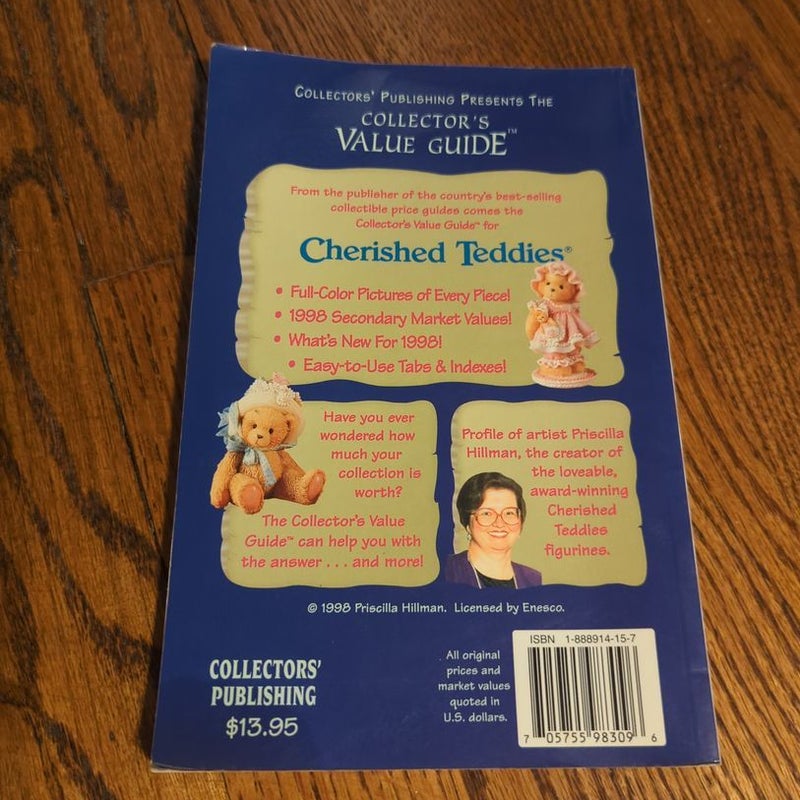 COLLECTORS' PUBLISHING PRESENTS THE
COLLECTOR'S
VALUE GUIDE™
From the publisher of the country's best-selling
collectible price guides comes the
Collector's Value Guide™ for
Cherished Teddies®
• Full-Color Pictures of Every Piece!
• 1998 Secondary Market Values!
• What's New For 1998!
• Easy-to-Use Tabs & Indexes!
Have you ever
wondered how
much your
collection is
worth?
The Collector's Value
Guide™ can help you with
the answer . . . and more!
Profile of artist Priscilla
Hillman, the creator of
the loveable,
award-winning
Cherished
Teddies
figurines.
© 1998 Priscilla Hillman. Licensed by Enesco.
COLLECTORS'
PUBLISHING
$13.95
All original
prices and
market values
quoted in
U.S. dollars.
ISBN 1-888914-15-7
7 05755 98309 6